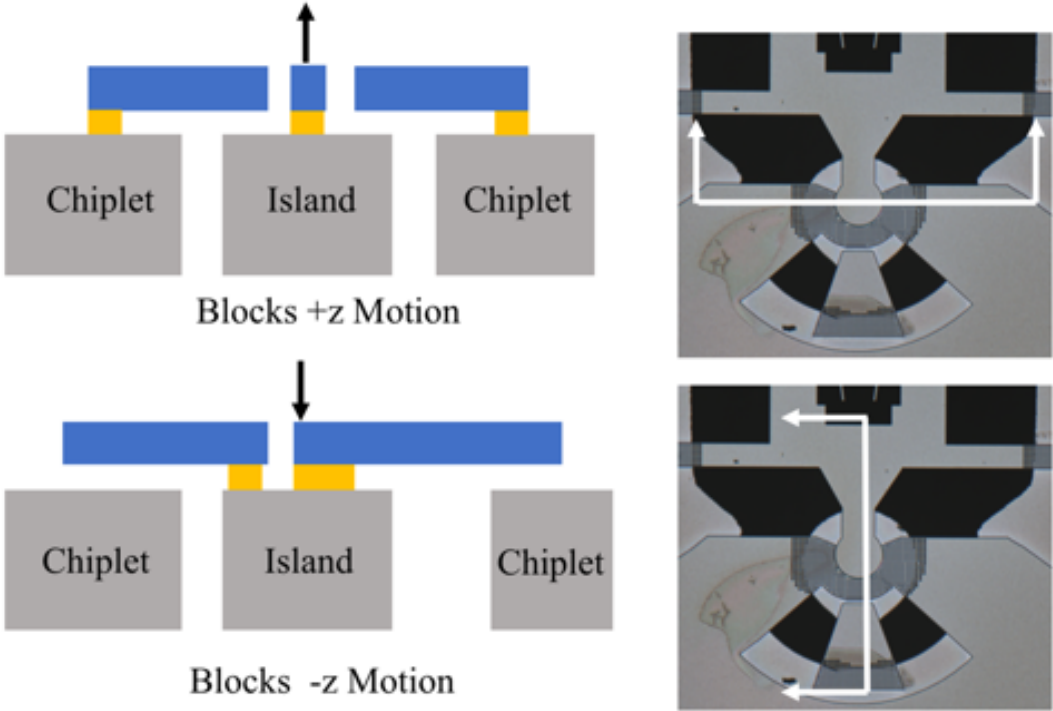 Chiplet
Island
Chiplet
Blocks +z Motion
Chiplet
Island
Chiplet
Blocks -z Motion